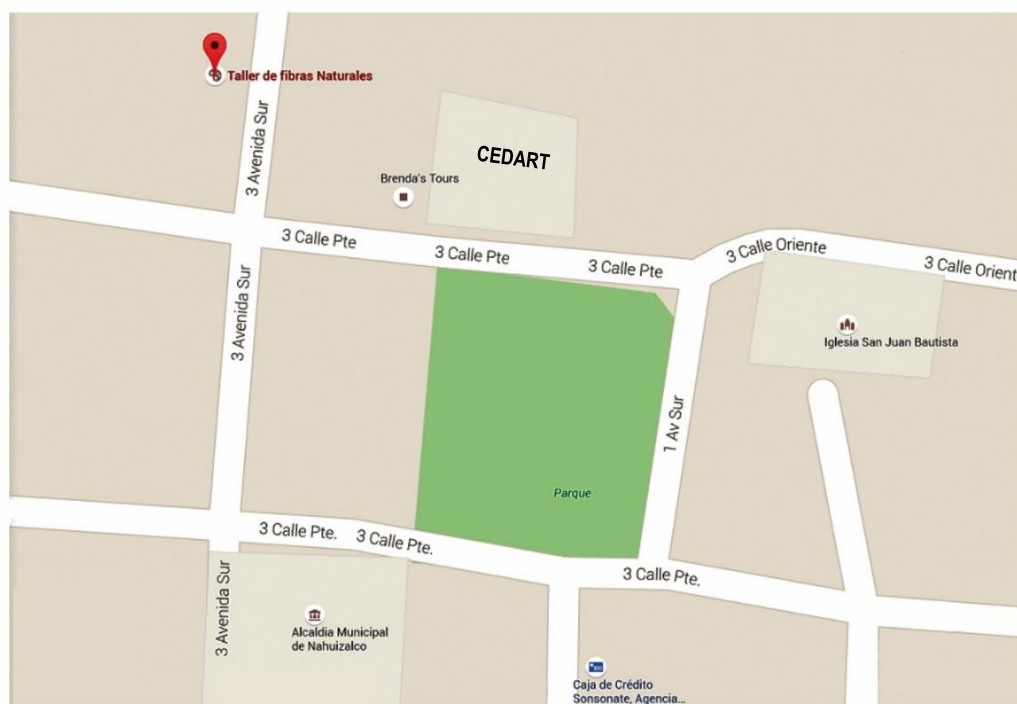 Taller de fibras Naturales
3 Avenida Sur
CEDART
Brenda's Tours
3 Calle Pte
3 Calle Pte
3 Calle Pte
3 Calle Oriente
3 Calle Orient
3 Avenida Sur
Iglesia San Juan Bautista
1 Av Sur
Parque
3 Calle Pte.
3 Calle Pte.
3 Calle Pte.
3 Avenida Sur
Alcaldia Municipal
de Nahuizalco
Caja de Crédito
Sonsonate, Agencia...